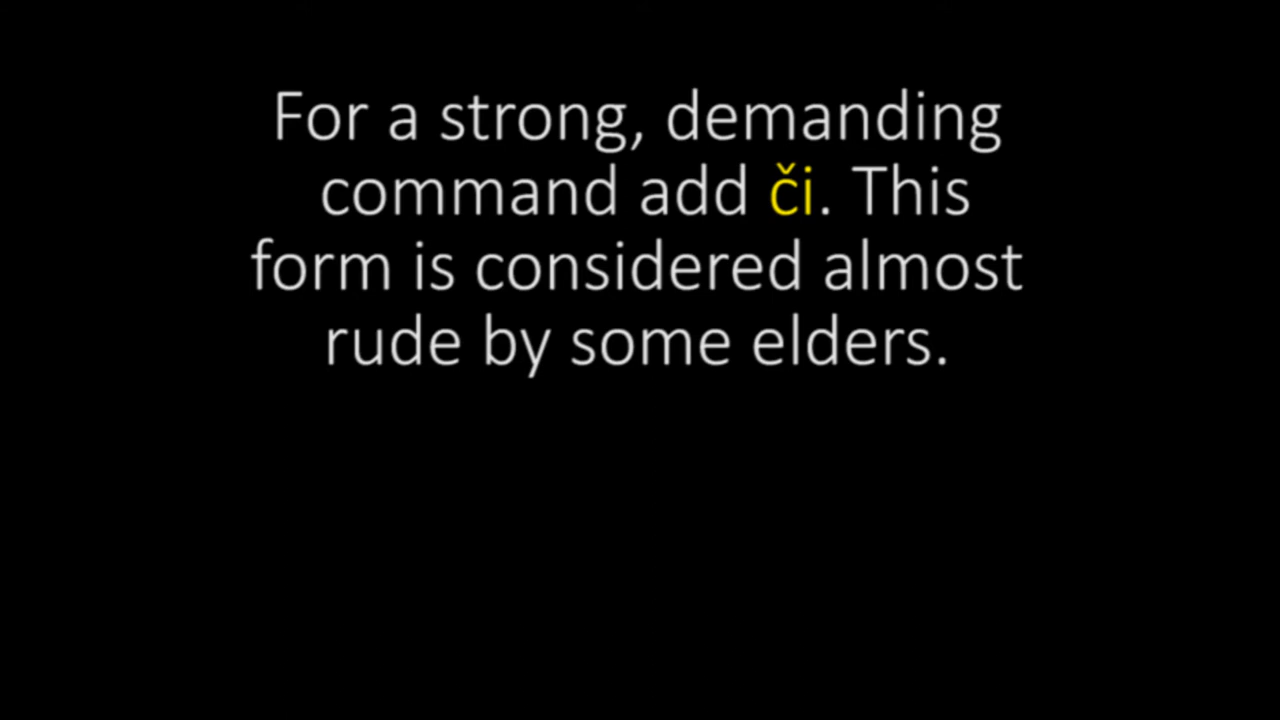 For a strong, demanding
command add či. This
form is considered almost
rude by some elders.